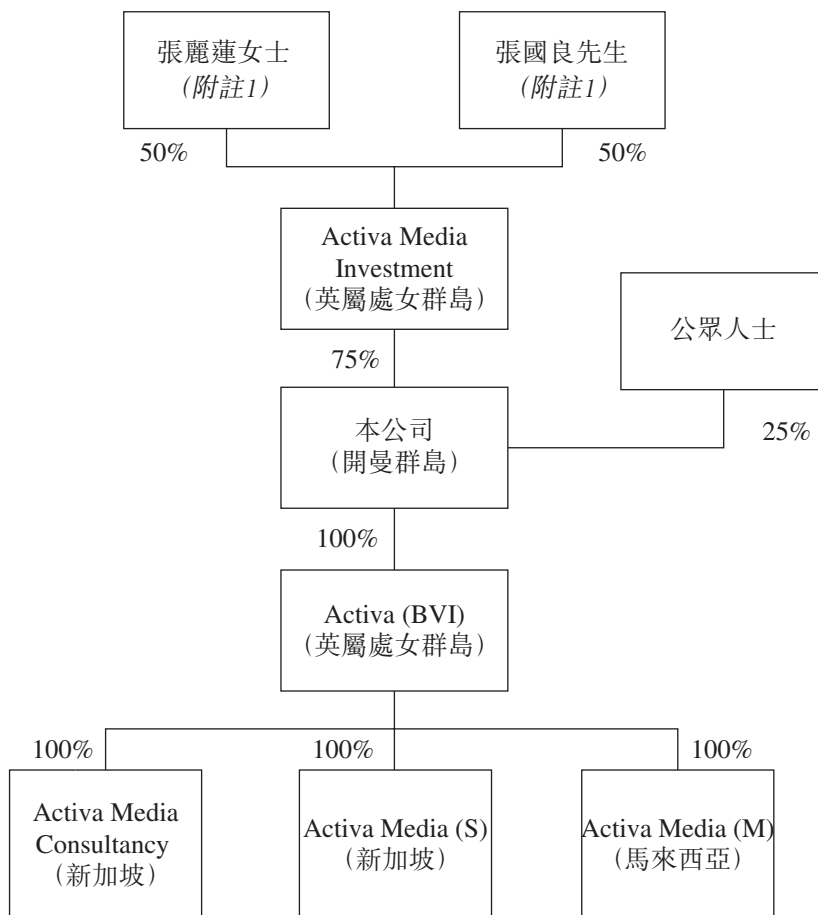 張麗蓮女士
(附註1)
張國良先生
(附註1)
50%
50%
Activa Media
Investment
（英屬處女群島）
公眾人士
75%
本公司
（開曼群島）
25%
100%
Activa (BVI)
（英屬處女群島）
100%
100%
100%
Activa Media
Consultancy
（新加坡）
Activa Media (S)
（新加坡）
Activa Media (M)
（馬來西亞）